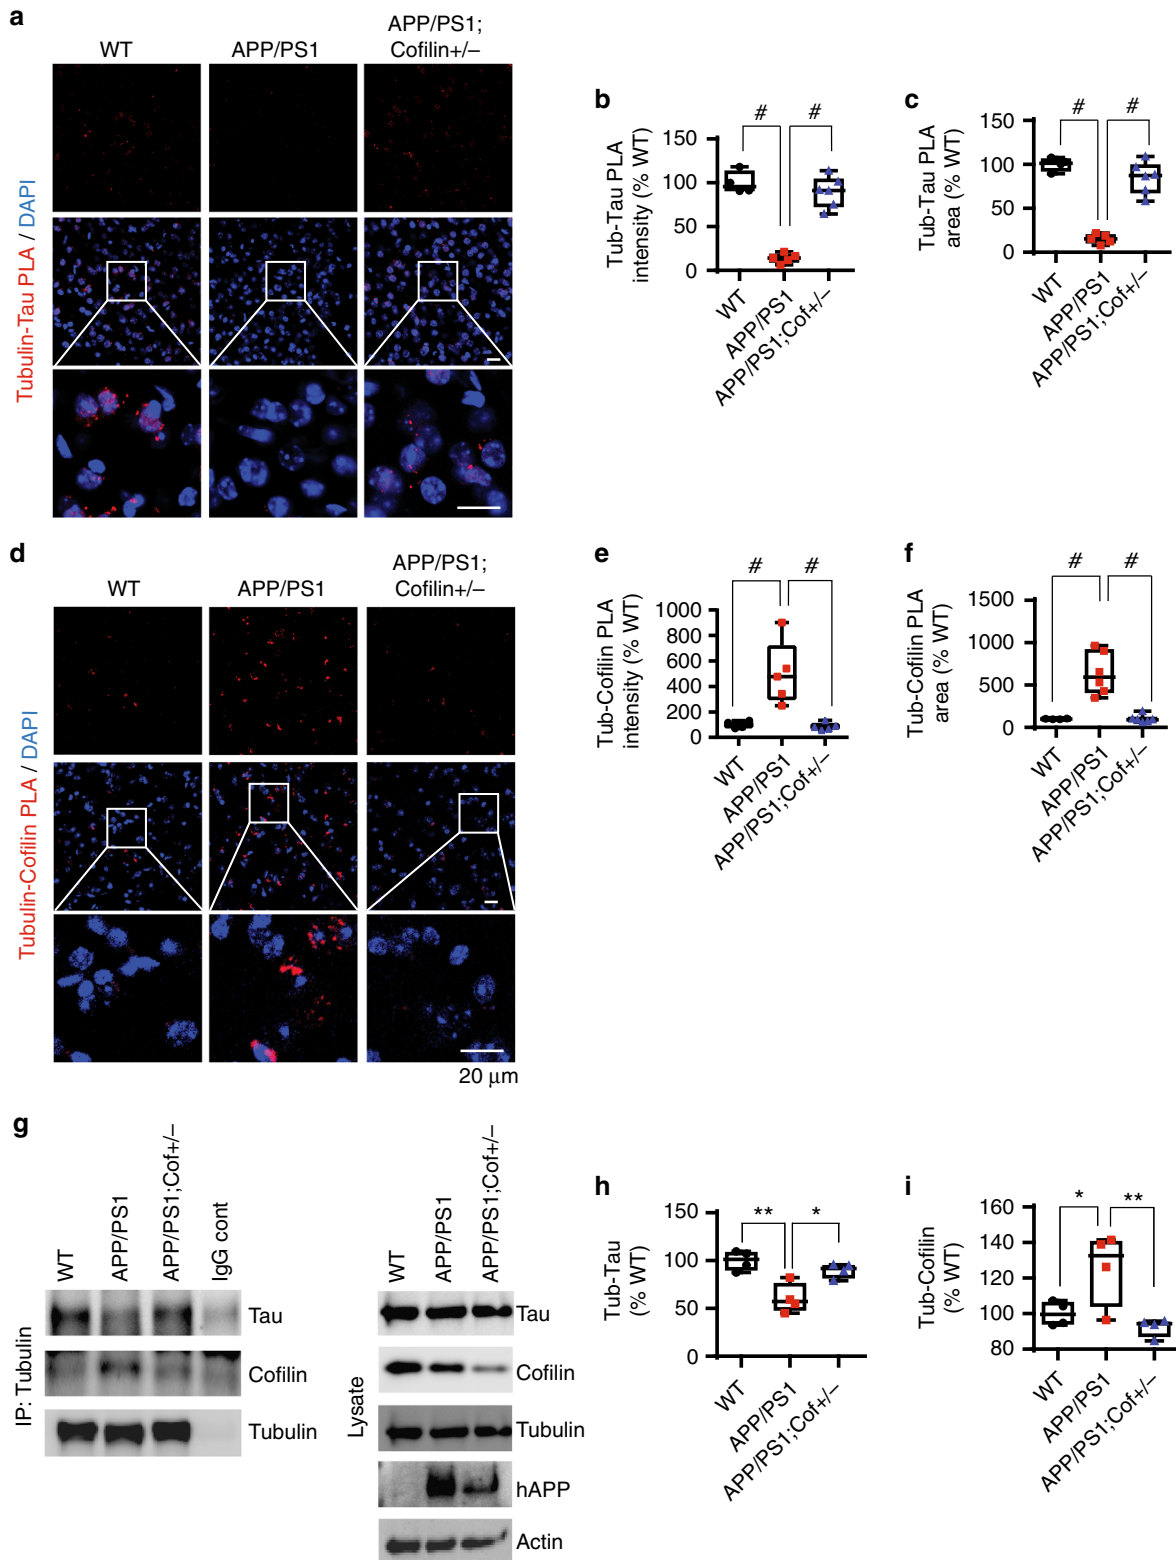 a
WT
APP/PS1
APP/PS1;
Cofilin+/–
Tubulin-Tau PLA / DAPI
b
Tub-Tau PLA
intensity (% WT)
150
100
50
0
#
#
WT
APP/PS1
APP/PS1;Cof+/–
c
Tub-Tau PLA
area (% WT)
150
100
50
0
#
#
WT
APP/PS1
APP/PS1;Cof+/–
d
WT
APP/PS1
APP/PS1;
Cofilin+/–
Tubulin-Cofilin PLA / DAPI
20 μm
e
Tub-Cofilin PLA
intensity (% WT)
1000
800
600
400
200
0
#
#
WT
APP/PS1
APP/PS1;Cof+/–
f
Tub-Cofilin PLA
area (% WT)
1500
1000
500
0
#
#
WT
APP/PS1
APP/PS1;Cof+/–
g
IP: Tubulin
WT
APP/PS1
APP/PS1;Cof+/–
IgG cont
Tau
Cofilin
Tubulin
Lysate
WT
APP/PS1
APP/PS1;Cof+/–
Tau
Cofilin
Tubulin
hAPP
Actin
h
Tub-Tau
(% WT)
150
100
50
0
**
*
WT
APP/PS1
APP/PS1;Cof+/–
i
Tub-Cofilin
(% WT)
160
140
120
100
80
*
**
WT
APP/PS1
APP/PS1;Cof+/–